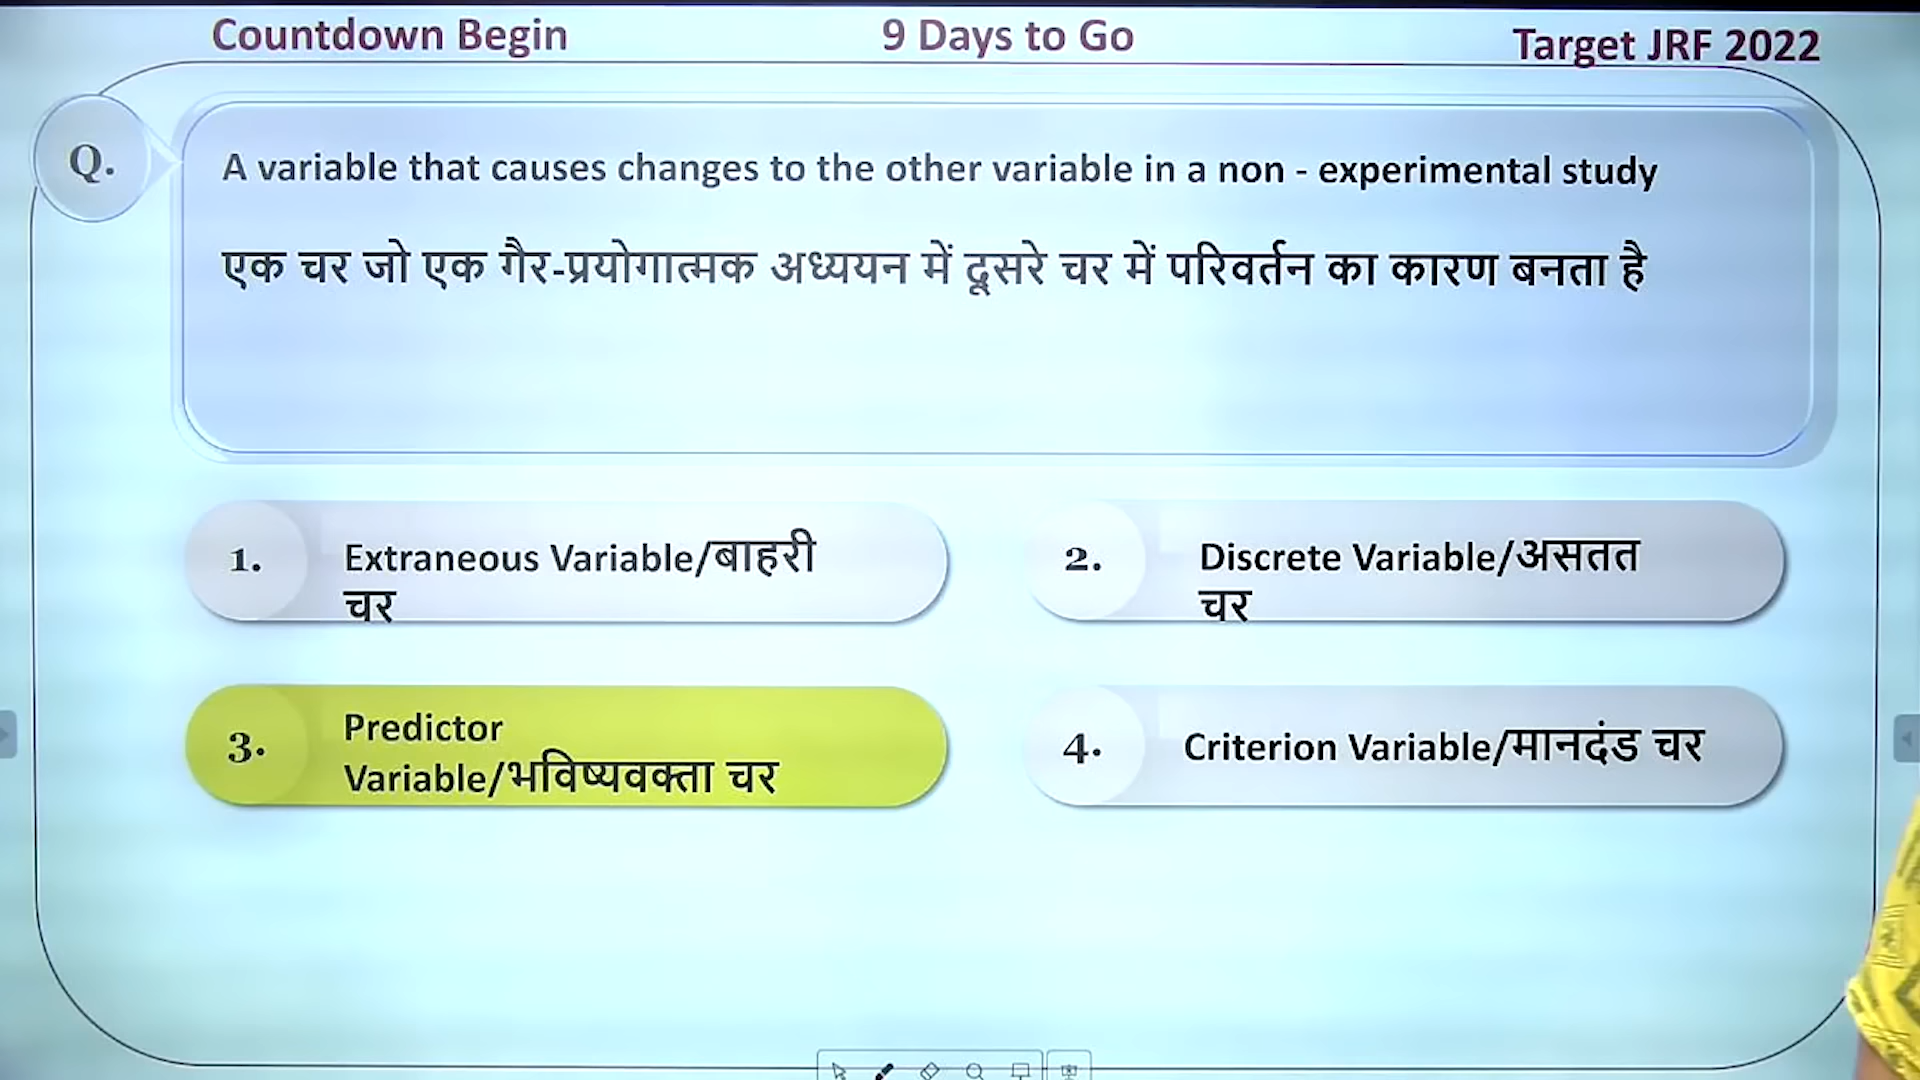 Countdown Begin 9 Days to Go Target JRF 2022
Q.
A variable that causes changes to the other variable in a non - experimental study
एक चर जो एक गैर-प्रयोगात्मक अध्ययन में दूसरे चर में परिवर्तन का कारण बनता है
1. Extraneous Variable/बाहरी
चर
2. Discrete Variable/असतत
चर
3. Predictor
Variable/भविष्यवक्ता चर
4. Criterion Variable/मानदंड चर